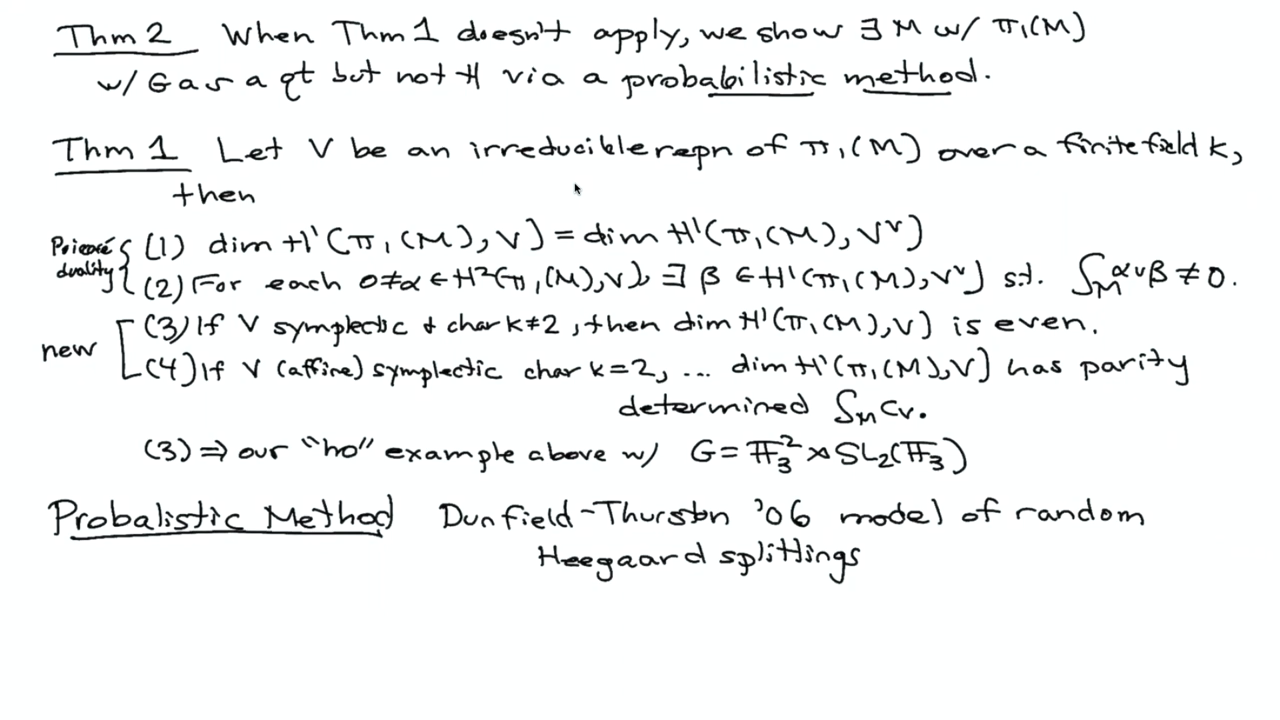 Thm 2 When Thm 1 doesn't apply, we show ∃ M w/ π₁(M)
w/ G as a qt but not H via a probabilistic method.
Thm 1 Let V be an irreducible repn of π₁(M) over a finite field k,
then
Poicaré duality { (1) dim H¹(π₁(M), V) = dim H¹(π₁(M), V^∨)
(2) For each 0≠α∈H²(π₁(M),V), ∃ β ∈H¹(π₁(M),V^∨) s.t. ∫_M α∪β ≠ 0.
new [ (3) If V symplectic & char k≠2, then dim H¹(π₁(M),V) is even.
(4) If V (affine) symplectic char k=2, ... dim H¹(π₁(M),V) has parity
determined ∫_M c_V.
(3) ⇒ our "no" example above w/ G = 𝔽₃² ⋊ SL₂(𝔽₃)
Probalistic Method Dunfield-Thurston '06 model of random
Heegaard splittings